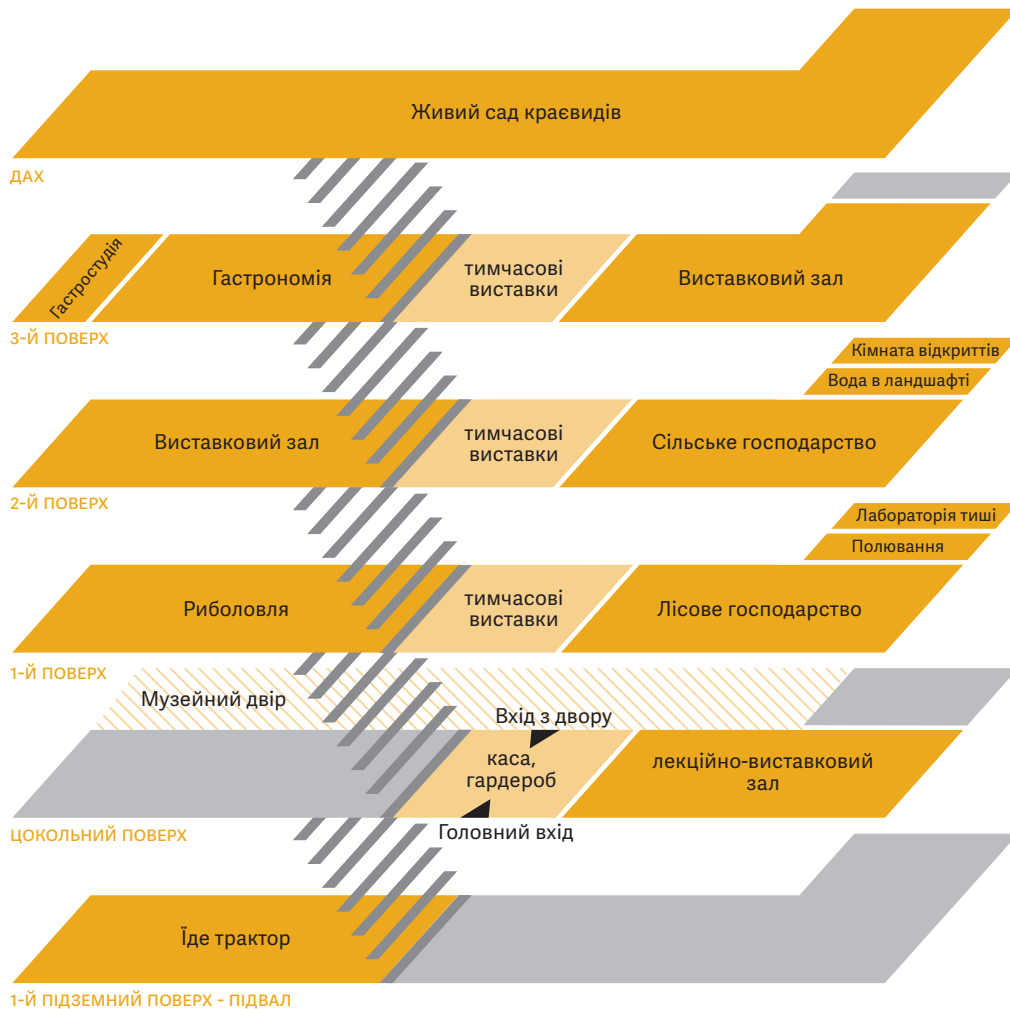 Живий сад краєвидів
ДАХ
Гастростудія
Гастрономія
тимчасові
виставки
Виставковий зал
3-Й ПОВЕРХ
Кімната відкриттів
Вода в ландшафті
Виставковий зал
тимчасові
виставки
Сільське господарство
2-Й ПОВЕРХ
Лабораторія тиші
Полювання
Риболовля
тимчасові
виставки
Лісове господарство
1-Й ПОВЕРХ
Музейний двір
Вхід з двору
каса,
гардероб
лекційно-виставковий
зал
Головний вхід
ЦОКОЛЬНИЙ ПОВЕРХ
Їде трактор
1-Й ПІДЗЕМНИЙ ПОВЕРХ - ПІДВАЛ